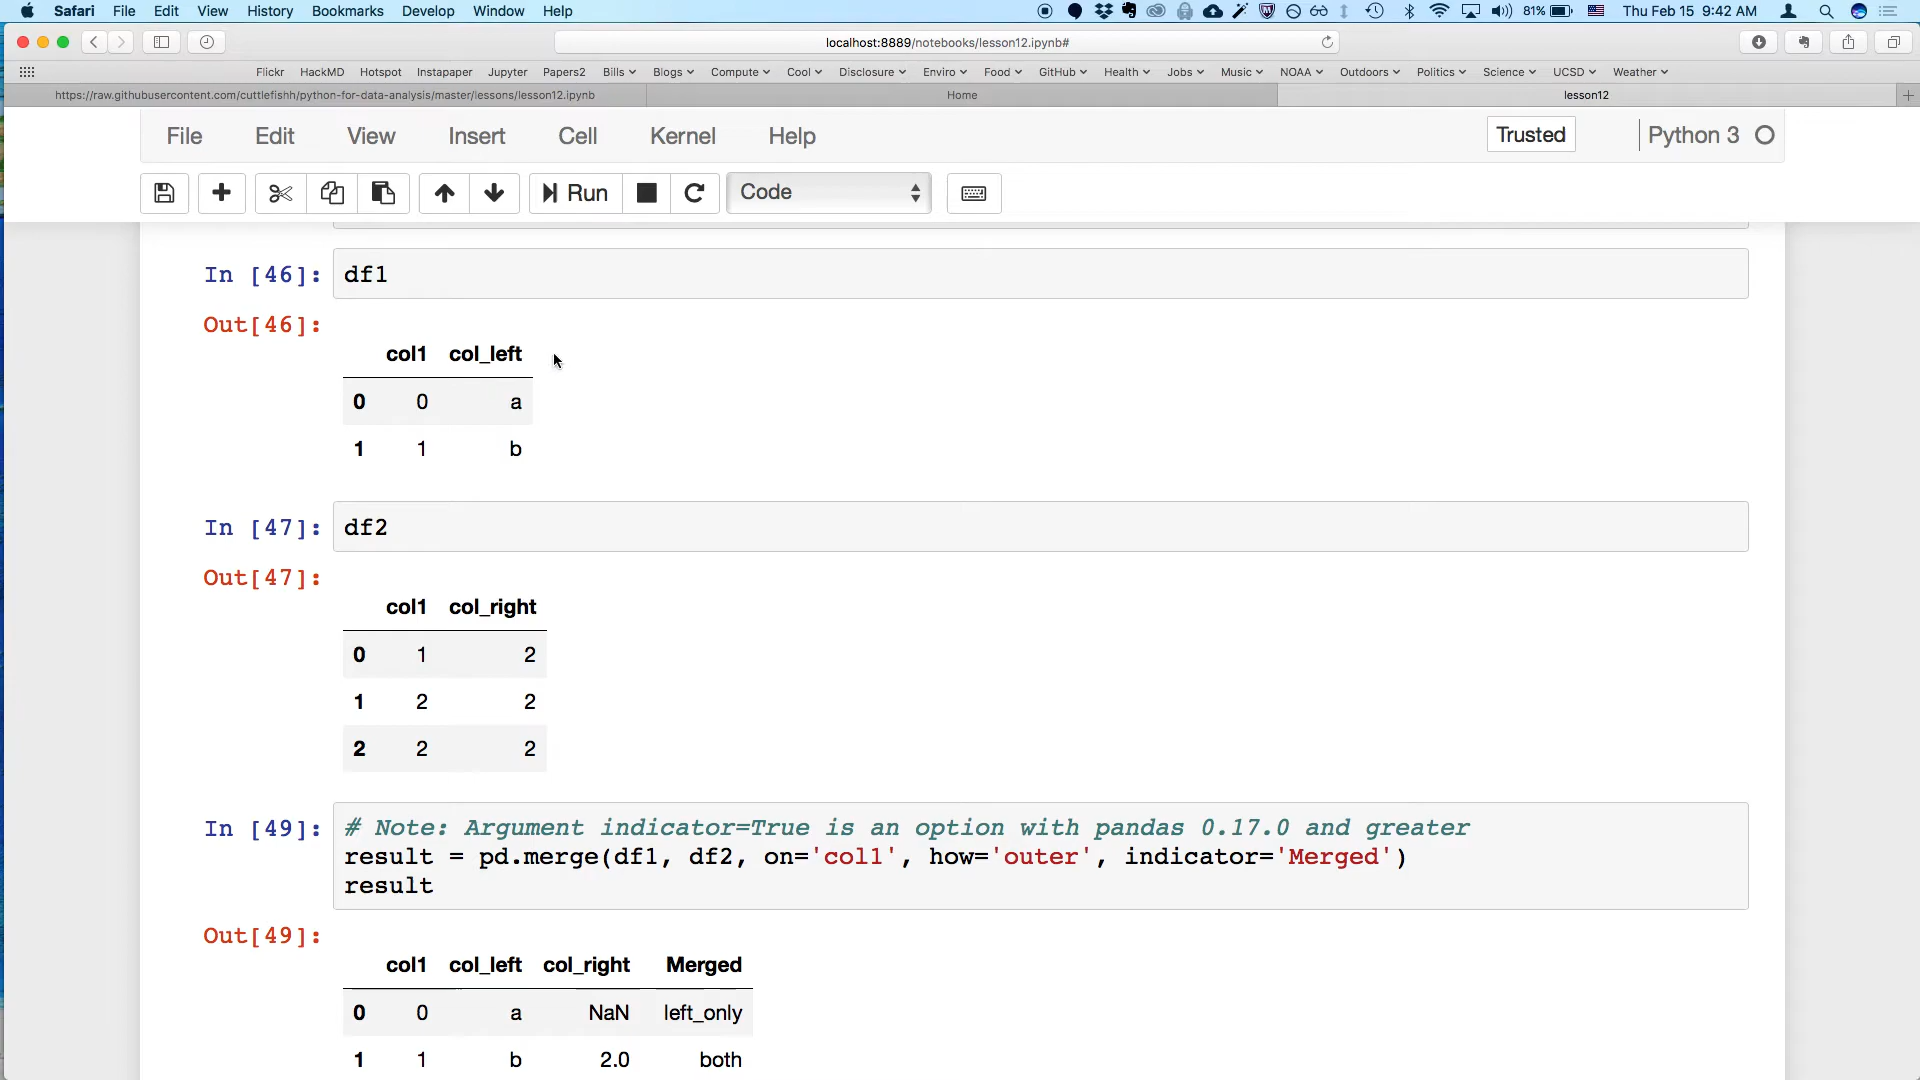 Safari File Edit View History Bookmarks Develop Window Help 81% Thu Feb 15 9:42 AM
localhost:8889/notebooks/lesson12.ipynb#
Flickr HackMD Hotspot Instapaper Jupyter Papers2 Bills Blogs Compute Cool Disclosure Enviro Food GitHub Health Jobs Music NOAA Outdoors Politics Science UCSD Weather
https://raw.githubusercontent.com/cuttlefishh/python-for-data-analysis/master/lessons/lesson12.ipynb Home lesson12
File Edit View Insert Cell Kernel Help Trusted Python 3
Run Code
In [46]: df1
Out[46]:
col1 col_left
0 0 a
1 1 b
In [47]: df2
Out[47]:
col1 col_right
0 1 2
1 2 2
2 2 2
In [49]: # Note: Argument indicator=True is an option with pandas 0.17.0 and greater
result = pd.merge(df1, df2, on='col1', how='outer', indicator='Merged')
result
Out[49]:
col1 col_left col_right Merged
0 0 a NaN left_only
1 1 b 2.0 both